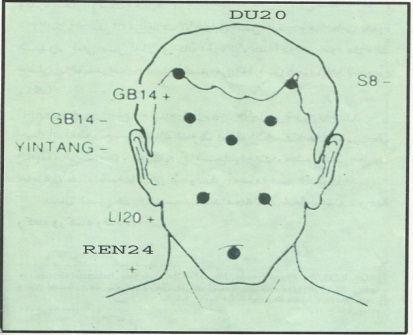 DU20
S8 -
GB14 +
GB14 -
YINTANG -
LI20 +
REN24
+